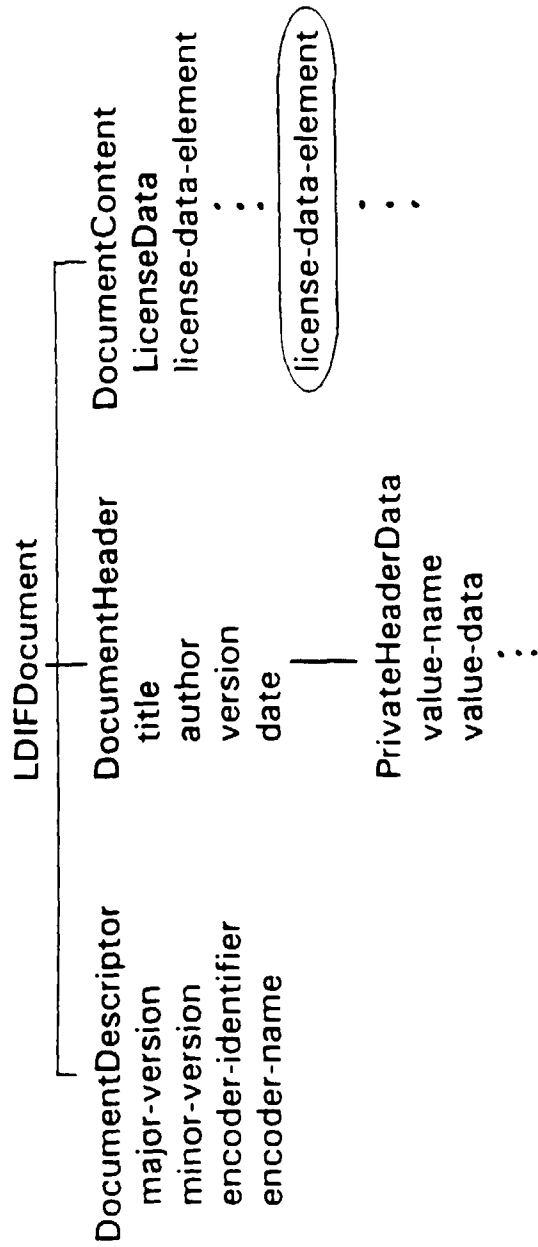 LDIFDocument
DocumentDescriptor
major-version
minor-version
encoder-identifier
encoder-name
DocumentHeader
title
author
version
date
PrivateHeaderData
value-name
value-data
DocumentContent
LicenseData
license-data-element
license-data-element